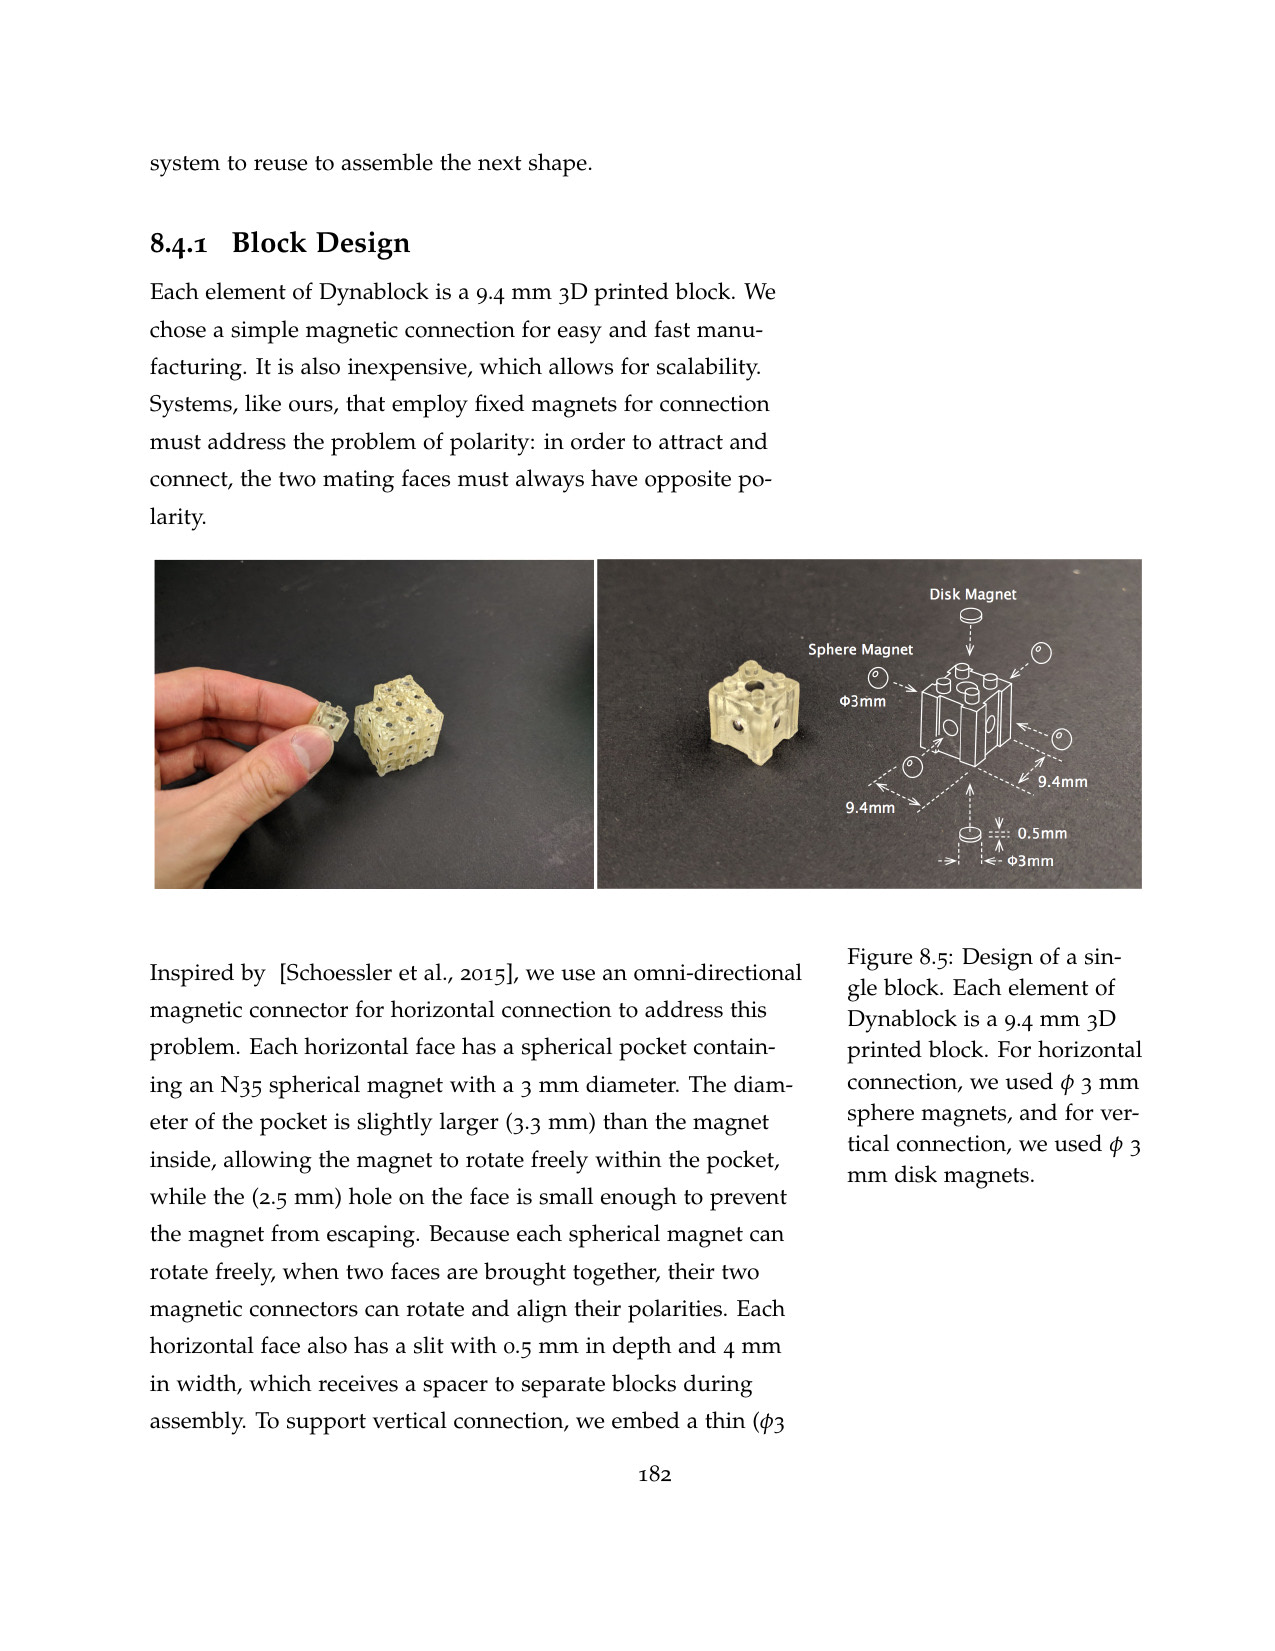 system to reuse to assemble the next shape.
8.4.1 Block Design
Each element of Dynablock is a 9.4 mm 3D printed block. We
chose a simple magnetic connection for easy and fast manu-
facturing. It is also inexpensive, which allows for scalability.
Systems, like ours, that employ fixed magnets for connection
must address the problem of polarity: in order to attract and
connect, the two mating faces must always have opposite po-
larity.
Disk Magnet
Sphere Magnet
Φ3mm
9.4mm
9.4mm
0.5mm
Φ3mm
Inspired by [Schoessler et al., 2015], we use an omni-directional
magnetic connector for horizontal connection to address this
problem. Each horizontal face has a spherical pocket contain-
ing an N35 spherical magnet with a 3 mm diameter. The diam-
eter of the pocket is slightly larger (3.3 mm) than the magnet
inside, allowing the magnet to rotate freely within the pocket,
while the (2.5 mm) hole on the face is small enough to prevent
the magnet from escaping. Because each spherical magnet can
rotate freely, when two faces are brought together, their two
magnetic connectors can rotate and align their polarities. Each
horizontal face also has a slit with 0.5 mm in depth and 4 mm
in width, which receives a spacer to separate blocks during
assembly. To support vertical connection, we embed a thin (ϕ3
Figure 8.5: Design of a sin-
gle block. Each element of
Dynablock is a 9.4 mm 3D
printed block. For horizontal
connection, we used ϕ 3 mm
sphere magnets, and for ver-
tical connection, we used ϕ 3
mm disk magnets.
182